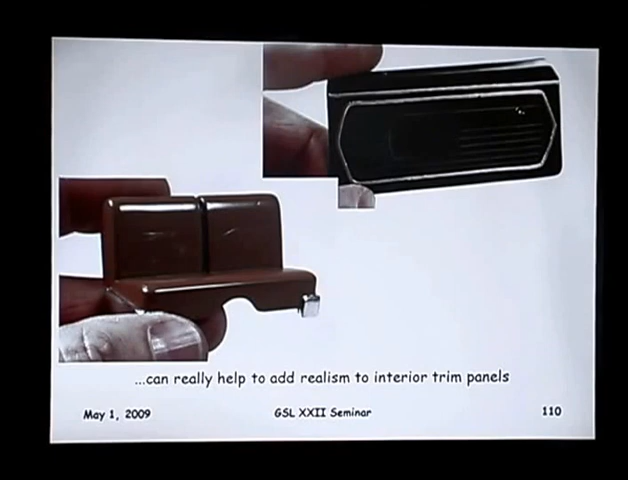 ...can really help to add realism to interior trim panels
May 1, 2009 GSL XXII Seminar 110